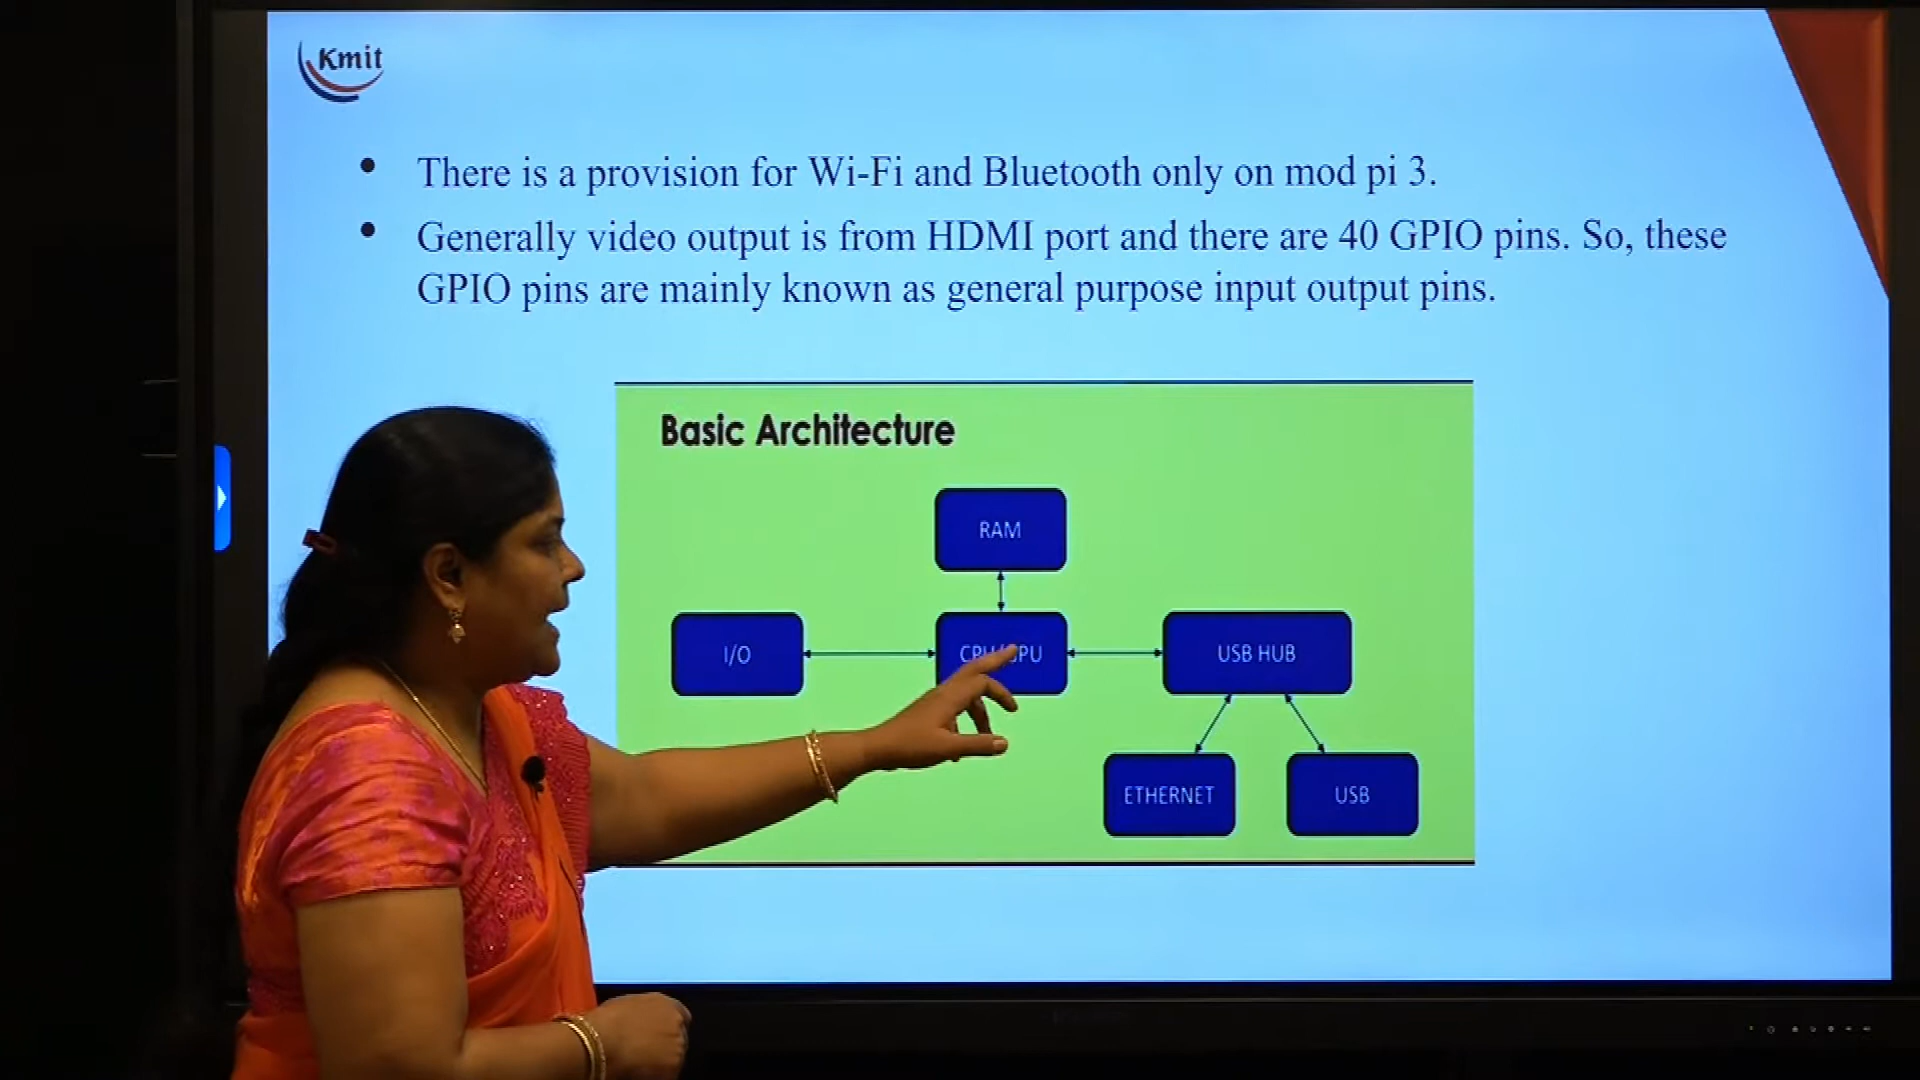 Kmit
• There is a provision for Wi-Fi and Bluetooth only on mod pi 3.
• Generally video output is from HDMI port and there are 40 GPIO pins. So, these
GPIO pins are mainly known as general purpose input output pins.
Basic Architecture
RAM
I/O
CPU/GPU
USB HUB
ETHERNET
USB